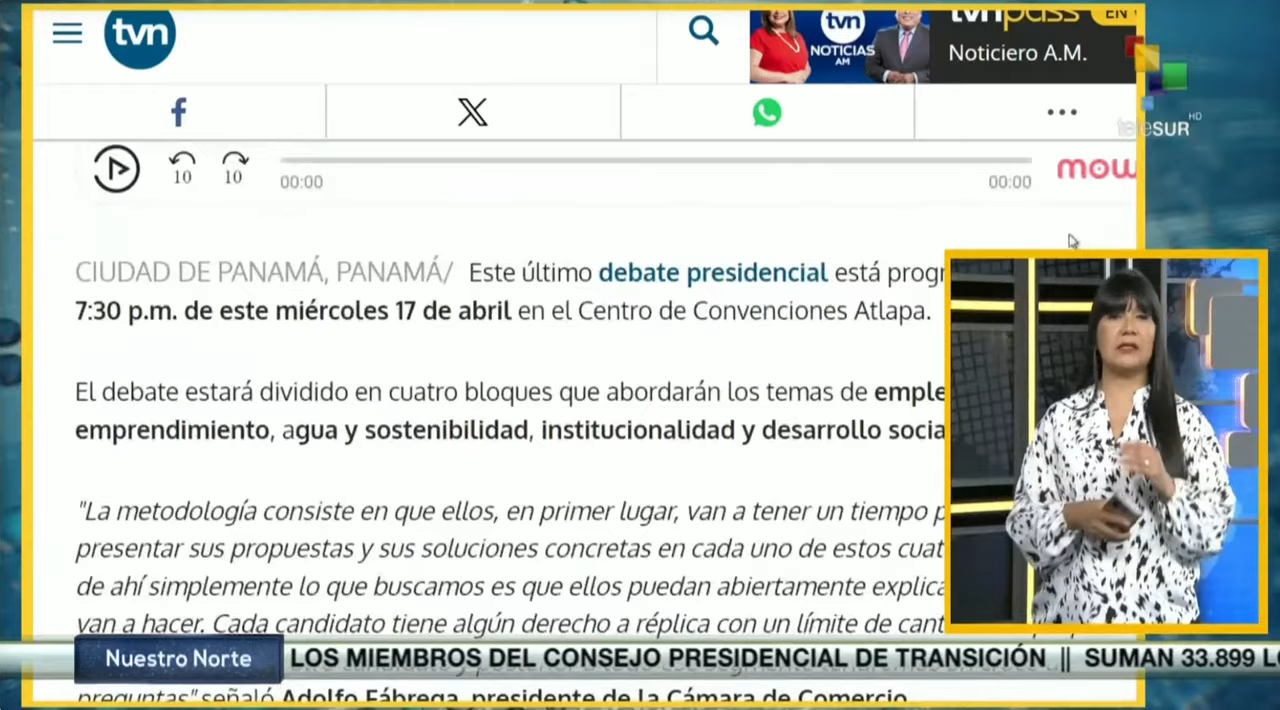 tvn
tvn
NOTICIAS
AM
tvnpass
EN
Noticiero A.M.
teleSUR HD
10
10
00:00
00:00
mow
CIUDAD DE PANAMÁ, PANAMÁ/ Este último debate presidencial está
7:30 p.m. de este miércoles 17 de abril en el Centro de Convenciones Atlapa.
El debate estará dividido en cuatro bloques que abordarán los temas de
emprendimiento, agua y sostenibilidad, institucionalidad y desarrollo
"La metodología consiste en que ellos, en primer lugar, van a tener un tiempo
presentar sus propuestas y sus soluciones concretas en cada uno de estos
de ahí simplemente lo que buscamos es que ellos puedan abiertamente
van a hacer. Cada candidato tiene algún derecho a réplica con un límite de
Nuestro Norte
LOS MIEMBROS DEL CONSEJO PRESIDENCIAL DE TRANSICIÓN || SUMAN 33.899
preguntas" señaló Adolfo Fábrega, presidente de la Cámara de Comercio